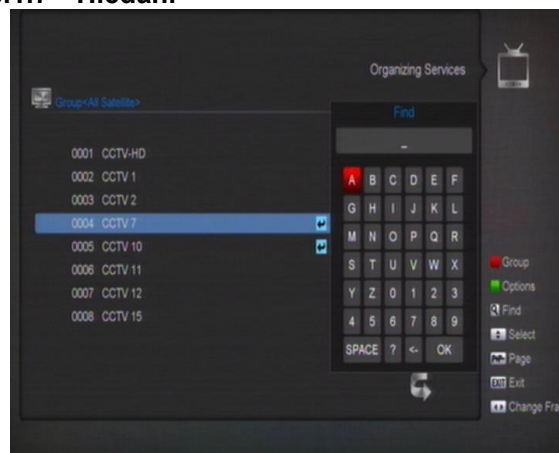 Organizing Services
Group<All Satellite>
Find
_
0001 CCTV-HD
0002 CCTV 1
0003 CCTV 2
0004 CCTV 7
0005 CCTV 10
0006 CCTV 11
0007 CCTV 12
0008 CCTV 15
A B C D E F
G H I J K L
M N O P Q R
S T U V W X
Y Z 0 1 2 3
4 5 6 7 8 9
SPACE ? <- OK
Group
Options
Find
Select
Page
EXIT Exit
Change Fra